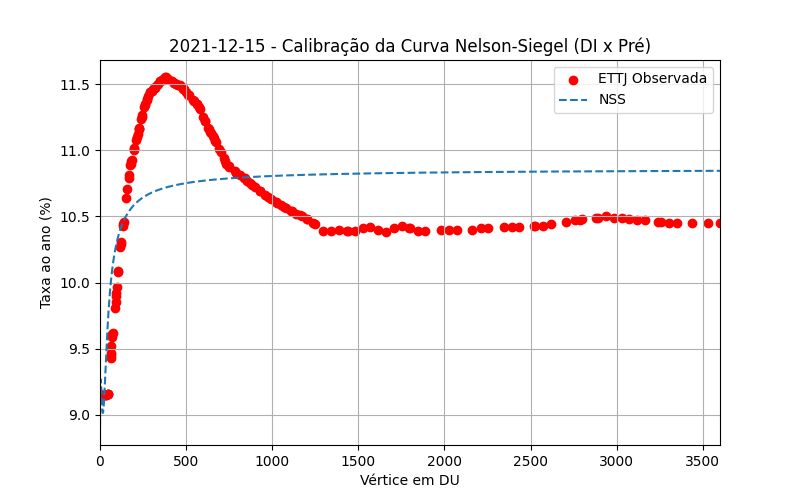 2021-12-15 - Calibração da Curva Nelson-Siegel (DI x Pré)
ETTJ Observada
NSS
Taxa ao ano (%)
11.5
11.0
10.5
10.0
9.5
9.0
0 500 1000 1500 2000 2500 3000 3500
Vértice em DU